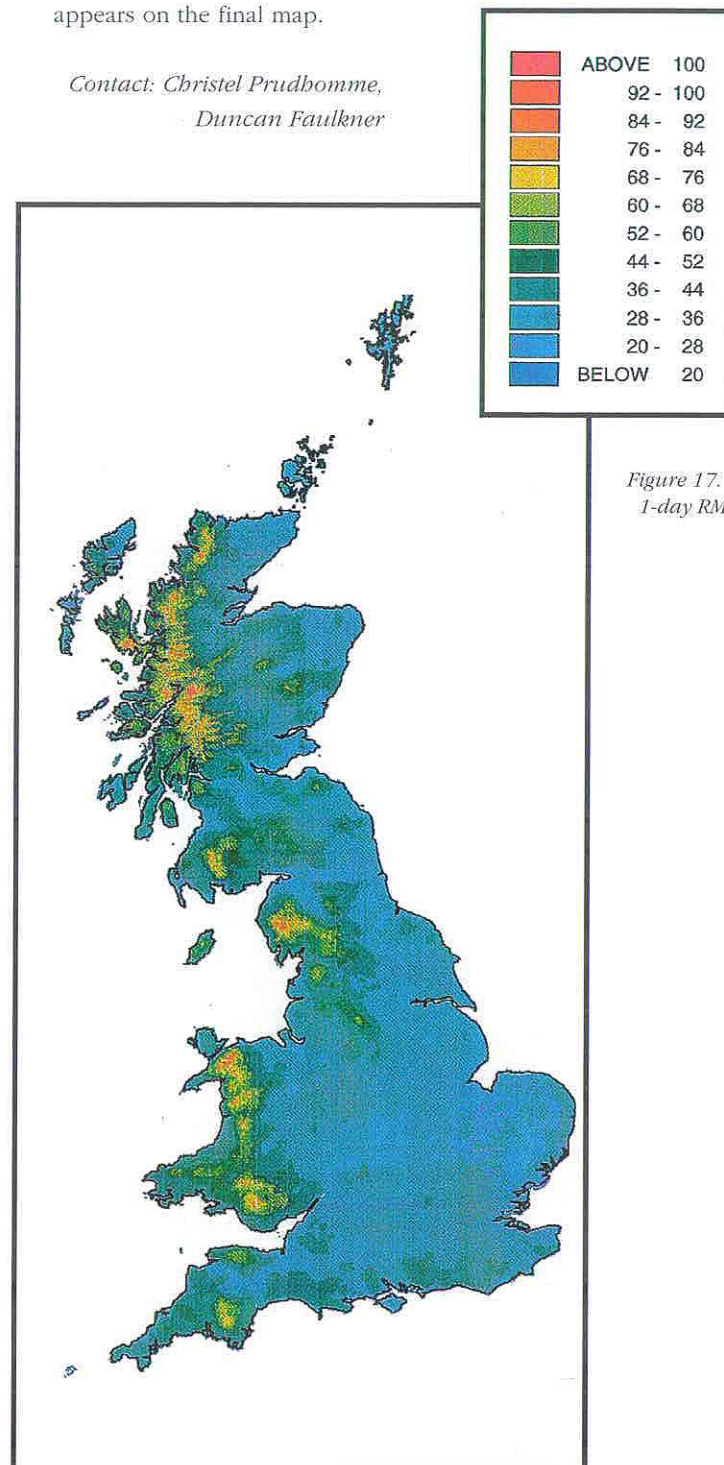 appears on the final map.
Contact: Christel Prudhomme,
Duncan Faulkner
ABOVE 100
92 - 100
84 - 92
76 - 84
68 - 76
60 - 68
52 - 60
44 - 52
36 - 44
28 - 36
20 - 28
BELOW 20
Figure 17.
1-day RM